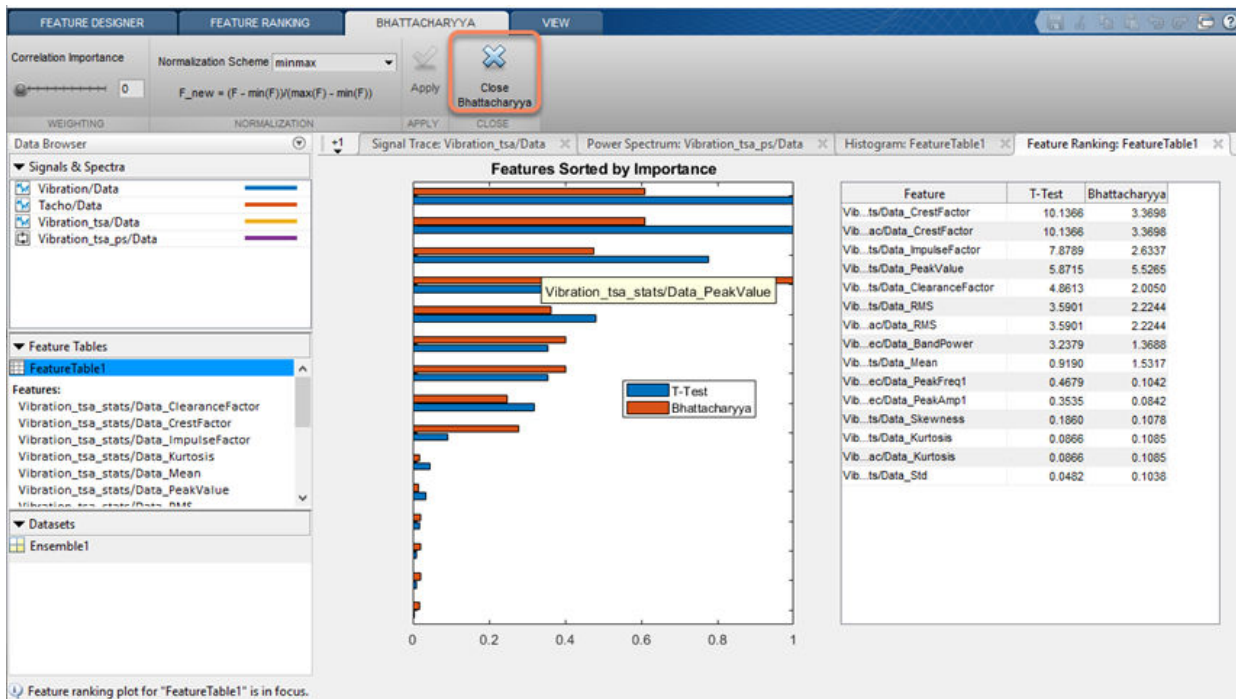 FEATURE DESIGNER FEATURE RANKING BHATTACHARYYA VIEW
Correlation Importance
0
WEIGHTING
Normalization Scheme minmax
F_new = (F - min(F))/(max(F) - min(F))
NORMALIZATION
Apply
APPLY
Close
Bhattacharyya
CLOSE
Data Browser
Signals & Spectra
Vibration/Data
Tacho/Data
Vibration_tsa/Data
Vibration_tsa_ps/Data
Feature Tables
FeatureTable1
Features:
Vibration_tsa_stats/Data_ClearanceFactor
Vibration_tsa_stats/Data_CrestFactor
Vibration_tsa_stats/Data_ImpulseFactor
Vibration_tsa_stats/Data_Kurtosis
Vibration_tsa_stats/Data_Mean
Vibration_tsa_stats/Data_PeakValue
Vibration_tsa_stats/Data_RMS
Datasets
Ensemble1
+1 Signal Trace: Vibration_tsa/Data Power Spectrum: Vibration_tsa_ps/Data Histogram: FeatureTable1 Feature Ranking: FeatureTable1
Features Sorted by Importance
Vibration_tsa_stats/Data_PeakValue
T-Test
Bhattacharyya
0 0.2 0.4 0.6 0.8 1
Feature T-Test Bhattacharyya
Vib...ts/Data_CrestFactor 10.1366 3.3698
Vib...ac/Data_CrestFactor 10.1366 3.3698
Vib...ts/Data_ImpulseFactor 7.8789 2.6337
Vib...ts/Data_PeakValue 5.8715 5.5265
Vib...ts/Data_ClearanceFactor 4.8613 2.0050
Vib...ts/Data_RMS 3.5901 2.2244
Vib...ac/Data_RMS 3.5901 2.2244
Vib...ec/Data_BandPower 3.2379 1.3688
Vib...ts/Data_Mean 0.9190 1.5317
Vib...ec/Data_PeakFreq1 0.4679 0.1042
Vib...ec/Data_PeakAmp1 0.3535 0.0842
Vib...ts/Data_Skewness 0.1860 0.1078
Vib...ts/Data_Kurtosis 0.0866 0.1085
Vib...ac/Data_Kurtosis 0.0866 0.1085
Vib...ts/Data_Std 0.0482 0.1038
Feature ranking plot for "FeatureTable1" is in focus.